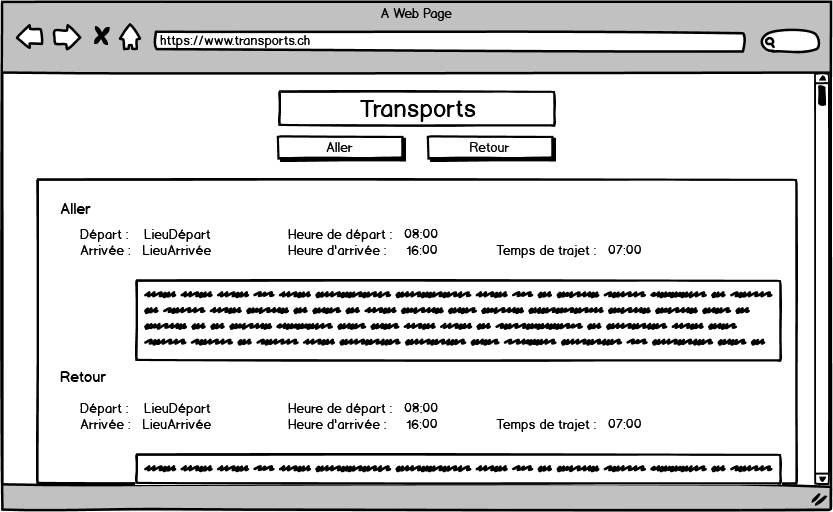 A Web Page
https://www.transports.ch
Transports
Aller
Retour
Aller
Départ : LieuDépart Heure de départ : 08:00
Arrivée : LieuArrivée Heure d'arrivée : 16:00 Temps de trajet : 07:00
Retour
Départ : LieuDépart Heure de départ : 08:00
Arrivée : LieuArrivée Heure d'arrivée : 16:00 Temps de trajet : 07:00